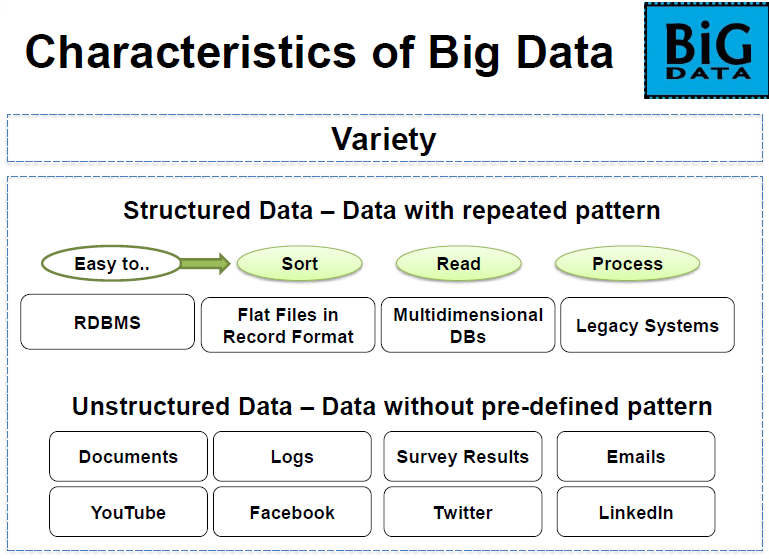 Characteristics of Big Data
BiG
DATA
Variety
Structured Data – Data with repeated pattern
Easy to..
Sort
Read
Process
RDBMS
Flat Files in
Record Format
Multidimensional
DBs
Legacy Systems
Unstructured Data – Data without pre-defined pattern
Documents
Logs
Survey Results
Emails
YouTube
Facebook
Twitter
LinkedIn